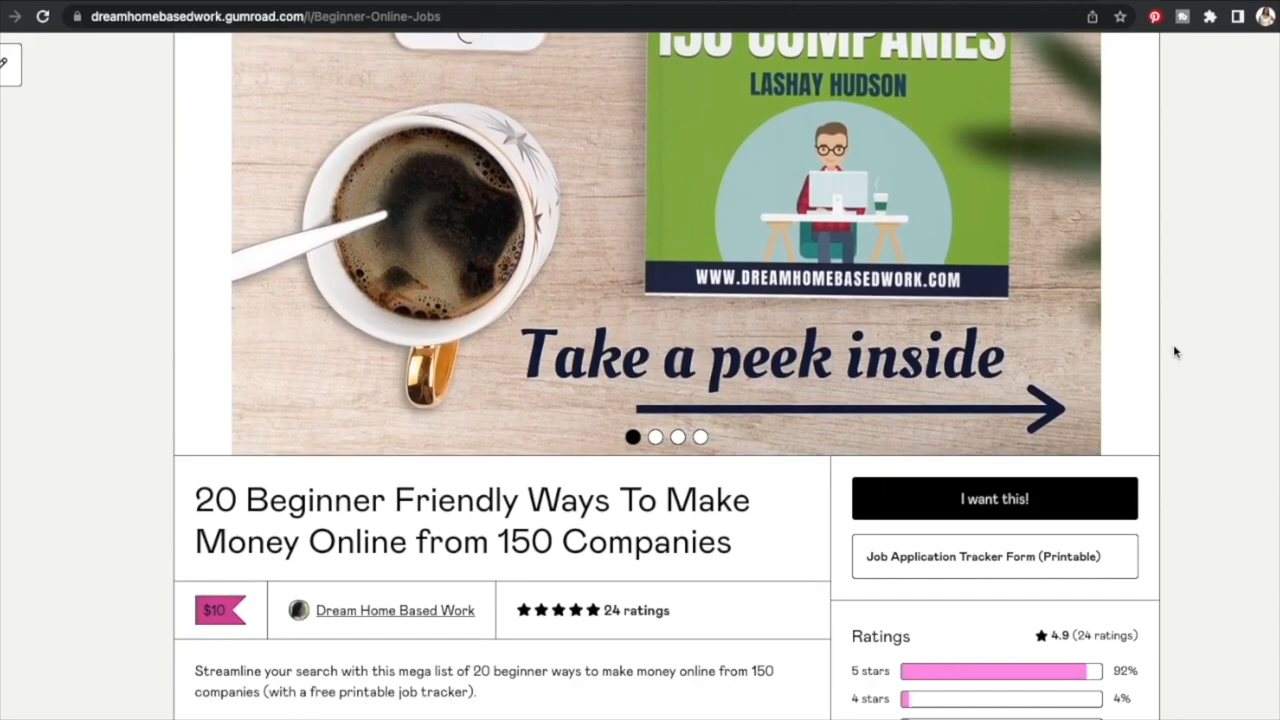 dreamhomebasedwork.gumroad.com/l/Beginner-Online-Jobs
150 COMPANIES
LASHAY HUDSON
WWW.DREAMHOMEBASEDWORK.COM
Take a peek inside
20 Beginner Friendly Ways To Make
Money Online from 150 Companies
$10
Dream Home Based Work
24 ratings
Streamline your search with this mega list of 20 beginner ways to make money online from 150
companies (with a free printable job tracker).
I want this!
Job Application Tracker Form (Printable)
Ratings
4.9 (24 ratings)
5 stars
92%
4 stars
4%